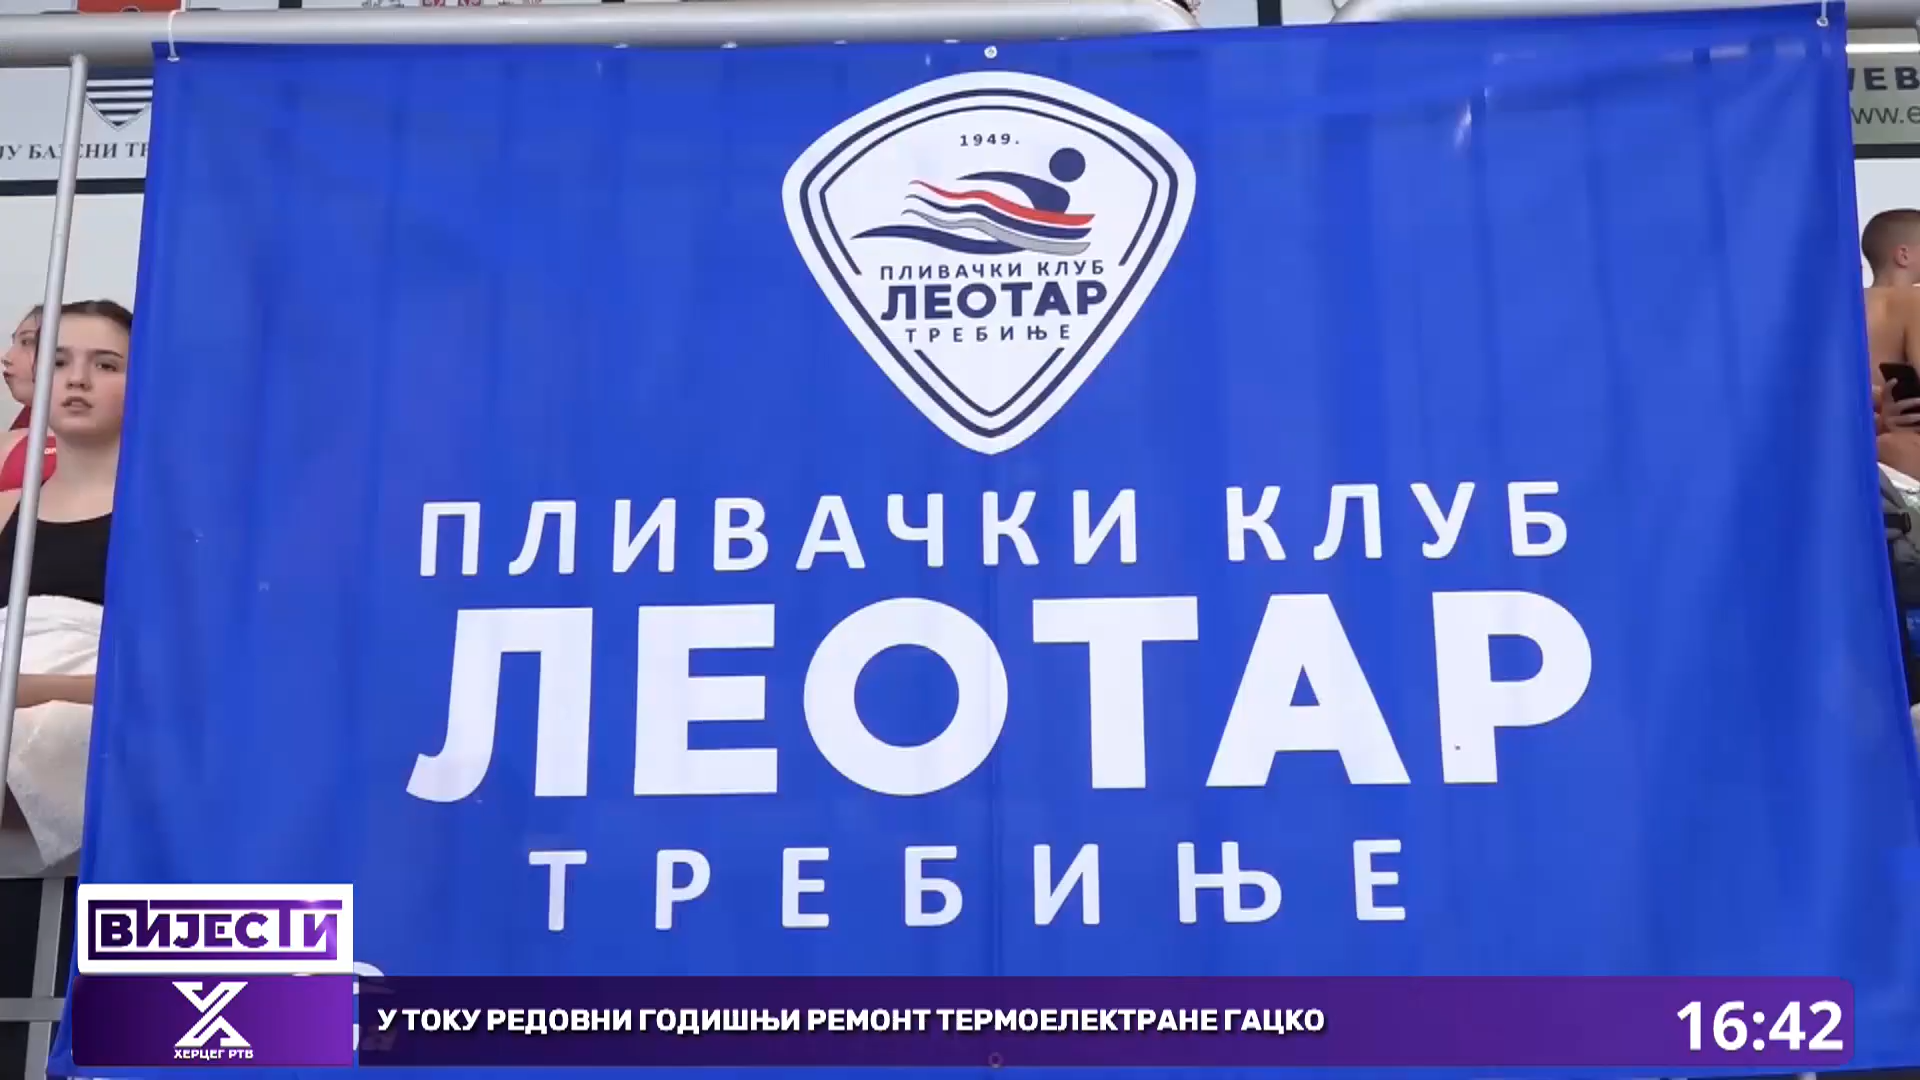 БАЗЕНИ
1949.
ПЛИВАЧКИ КЛУБ
ЛЕОТАР
ТРЕБИЊЕ
ПЛИВАЧКИ КЛУБ
ЛЕОТАР
ТРЕБИЊЕ
ВИЈЕСТИ
ХЕРЦЕГ РТВ
У ТОКУ РЕДОВНИ ГОДИШЊИ РЕМОНТ ТЕРМОЕЛЕКТРАНЕ ГАЦКО
16:42